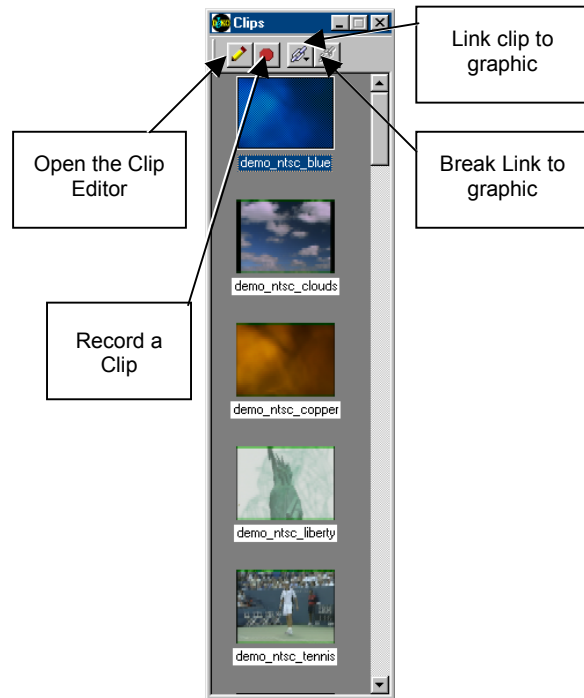 Clips
Link clip to
graphic
Open the Clip
Editor
Break Link to
graphic
demo_ntsc_blue
demo_ntsc_clouds
Record a
Clip
demo_ntsc_copper
demo_ntsc_liberty
demo_ntsc_tennis